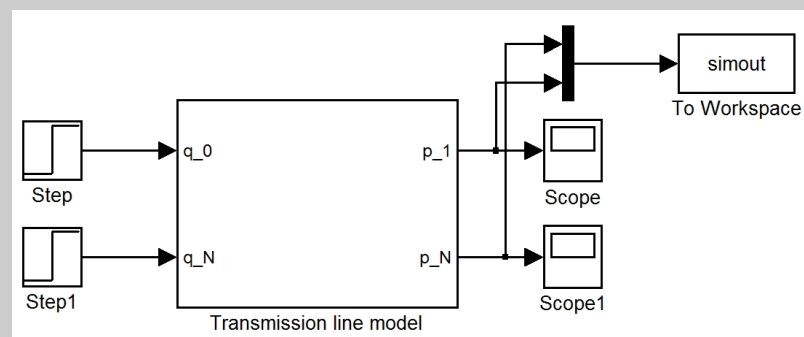 simout
To Workspace
q_0
p_1
Step
Scope
q_N
p_N
Step1
Scope1
Transmission line model